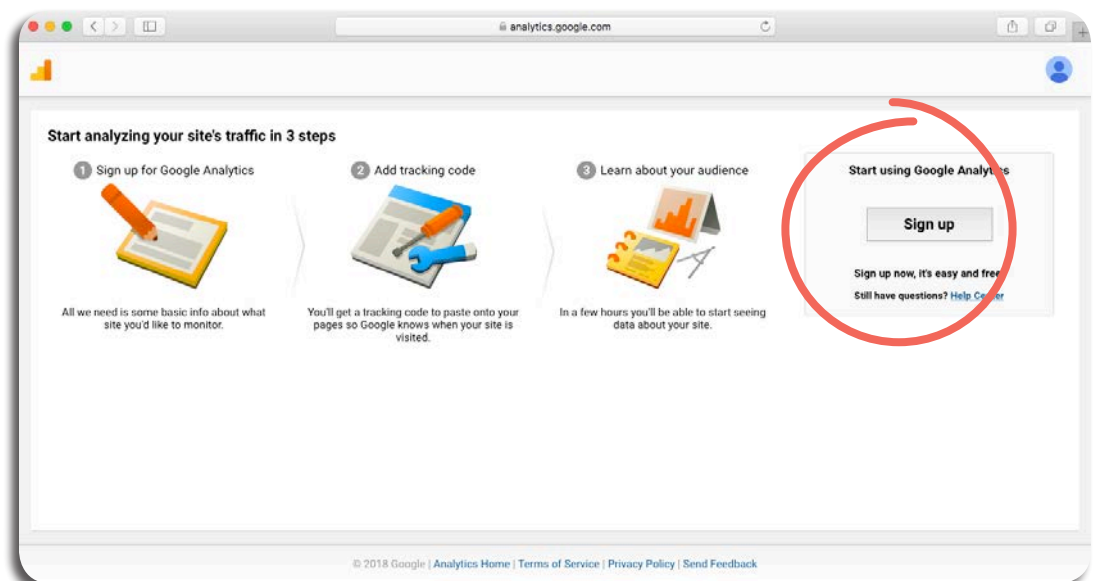 analytics.google.com
Start analyzing your site's traffic in 3 steps
1 Sign up for Google Analytics
All we need is some basic info about what
site you'd like to monitor.
2 Add tracking code
You'll get a tracking code to paste onto your
pages so Google knows when your site is
visited.
3 Learn about your audience
In a few hours you'll be able to start seeing
data about your site.
Start using Google Analytics
Sign up
Sign up now, it's easy and free
Still have questions? Help Center
© 2018 Google | Analytics Home | Terms of Service | Privacy Policy | Send Feedback